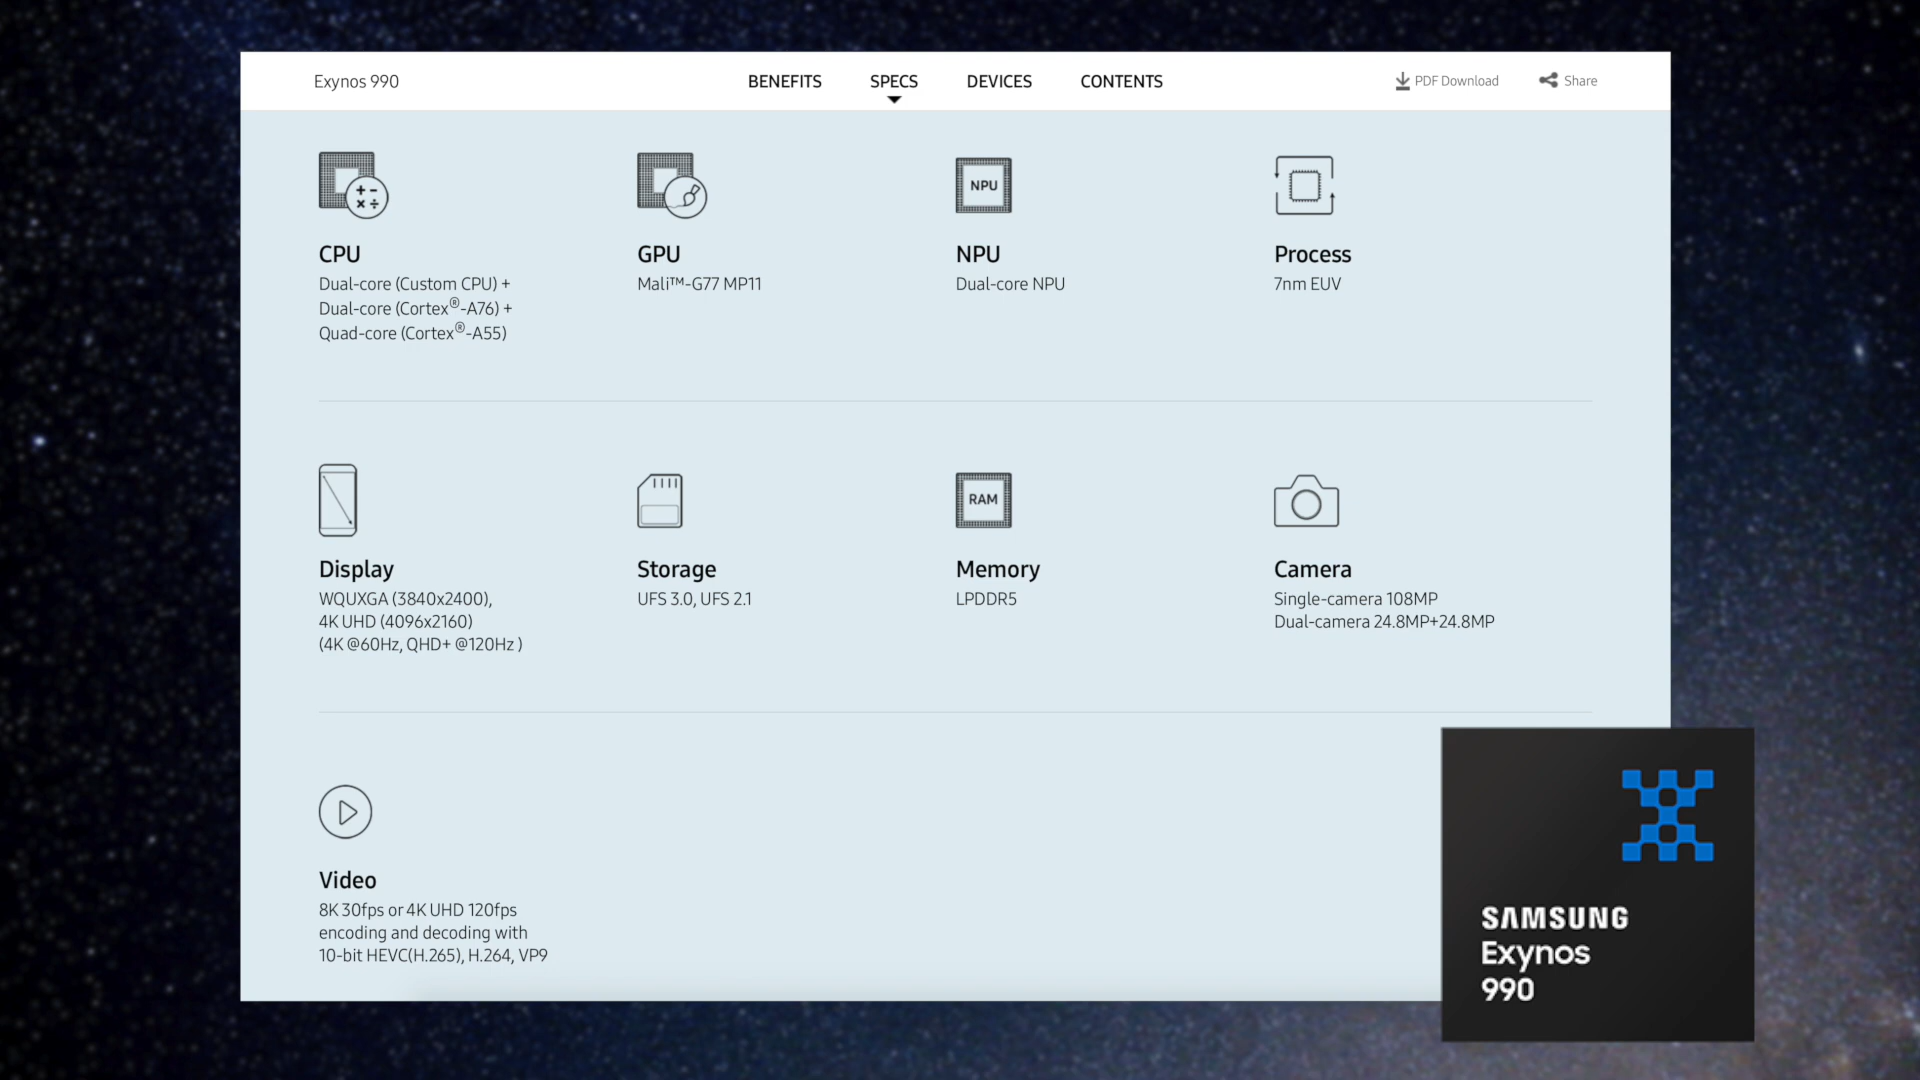 Exynos 990
BENEFITS
SPECS
DEVICES
CONTENTS
PDF Download
Share
CPU
Dual-core (Custom CPU) +
Dual-core (Cortex®-A76) +
Quad-core (Cortex®-A55)
GPU
Mali™-G77 MP11
NPU
NPU
Dual-core NPU
Process
7nm EUV
Display
WQUXGA (3840x2400),
4K UHD (4096x2160)
(4K @60Hz, QHD+ @120Hz )
Storage
UFS 3.0, UFS 2.1
RAM
Memory
LPDDR5
Camera
Single-camera 108MP
Dual-camera 24.8MP+24.8MP
Video
8K 30fps or 4K UHD 120fps
encoding and decoding with
10-bit HEVC(H.265), H.264, VP9
SAMSUNG
Exynos
990